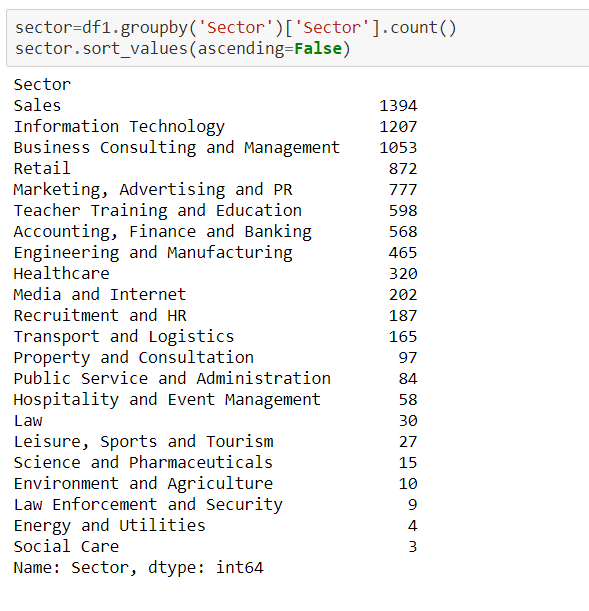 sector=df1.groupby('Sector')['Sector'].count()
sector.sort_values(ascending=False)
Sector
Sales 1394
Information Technology 1207
Business Consulting and Management 1053
Retail 872
Marketing, Advertising and PR 777
Teacher Training and Education 598
Accounting, Finance and Banking 568
Engineering and Manufacturing 465
Healthcare 320
Media and Internet 202
Recruitment and HR 187
Transport and Logistics 165
Property and Consultation 97
Public Service and Administration 84
Hospitality and Event Management 58
Law 30
Leisure, Sports and Tourism 27
Science and Pharmaceuticals 15
Environment and Agriculture 10
Law Enforcement and Security 9
Energy and Utilities 4
Social Care 3
Name: Sector, dtype: int64